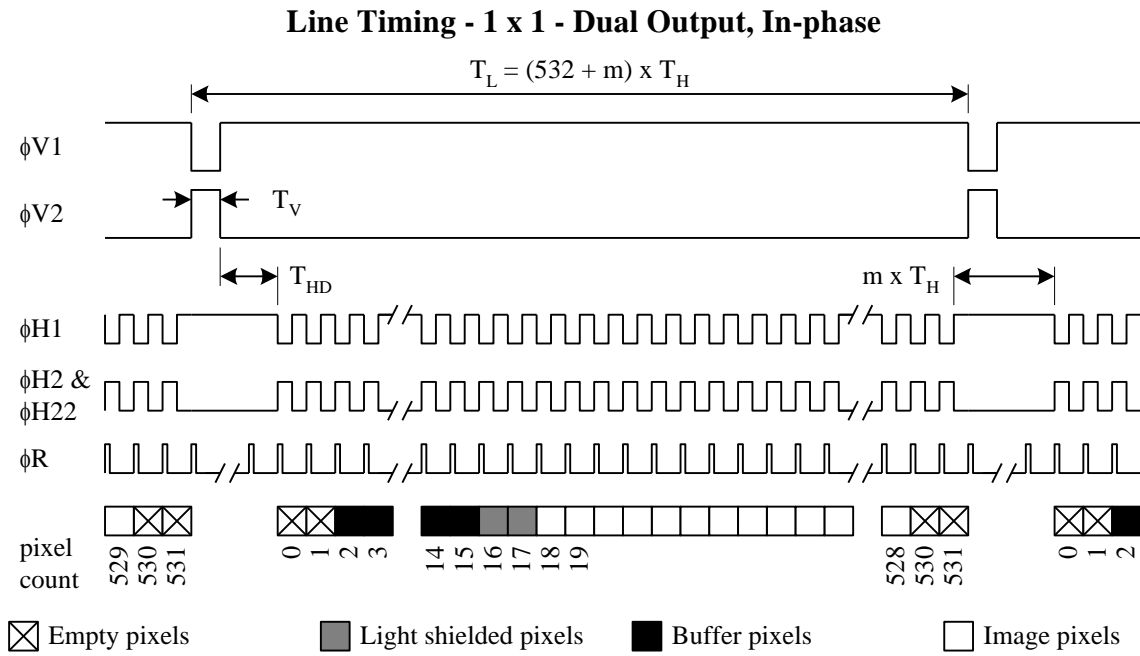 Line Timing - 1 x 1 - Dual Output, In-phase
T_L = (532 + m) x T_H
ϕV1
ϕV2
T_V
T_HD
m x T_H
ϕH1
ϕH2 &
ϕH22
ϕR
pixel
count
529 530 531 0 1 2 3 14 15 16 17 18 19 528 530 531 0 1 2
Empty pixels
Light shielded pixels
Buffer pixels
Image pixels